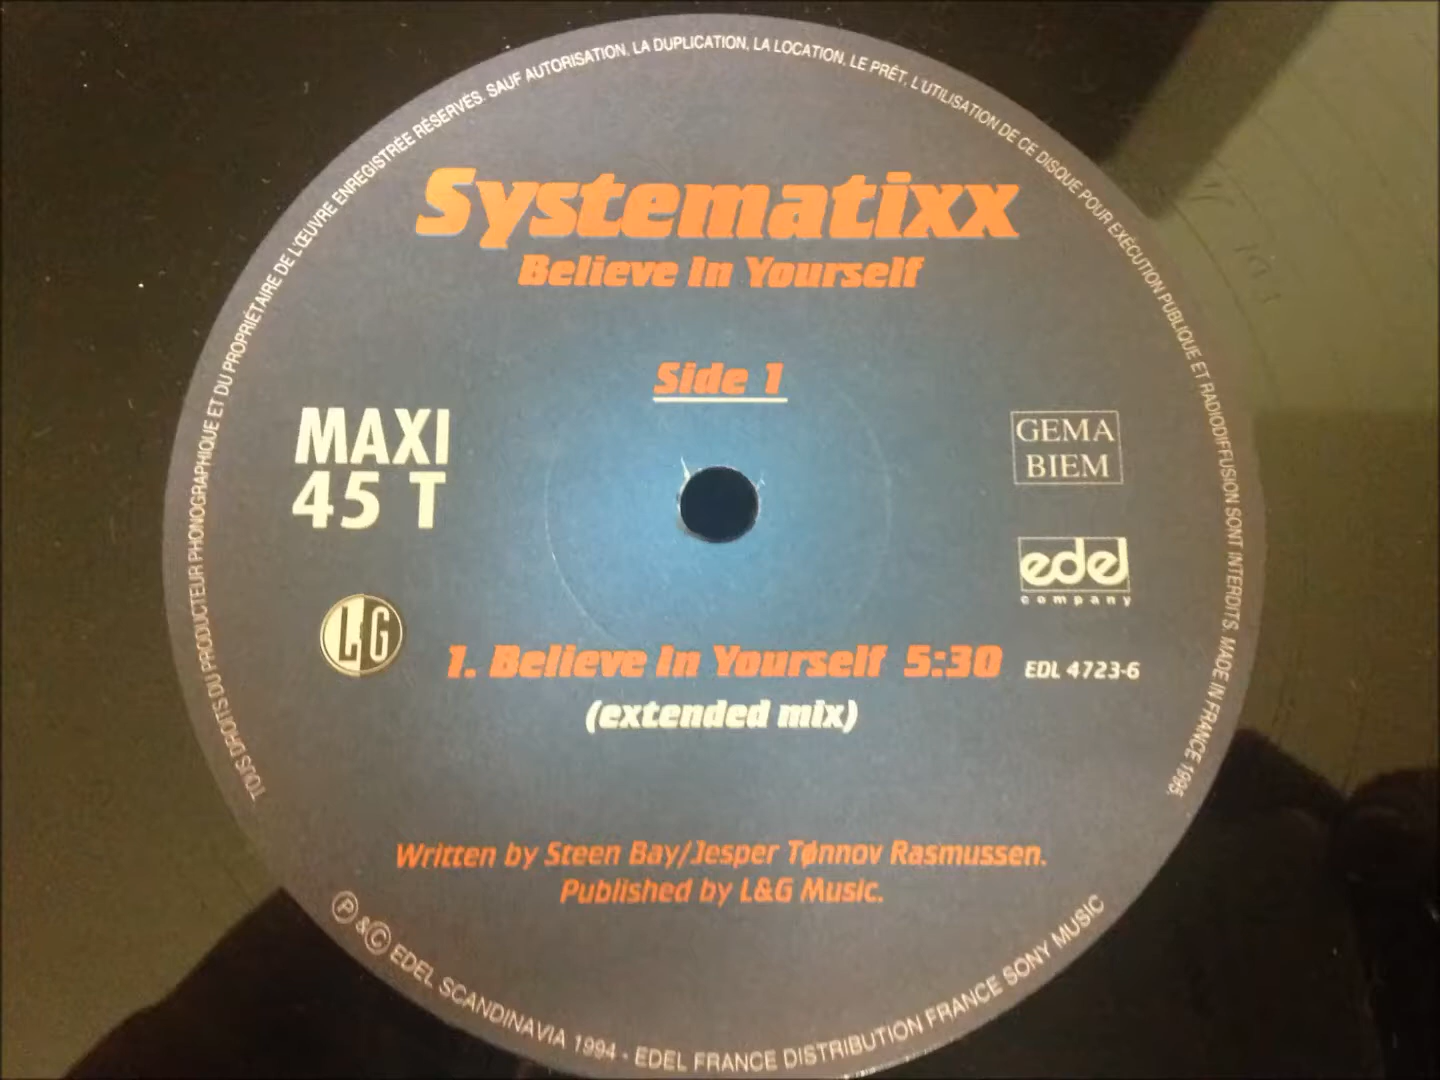 TOUS DROITS DU PRODUCTEUR PHONOGRAPHIQUE ET DU PROPRIÉTAIRE DE L'ŒUVRE ENREGISTRÉE RÉSERVÉS. SAUF AUTORISATION, LA DUPLICATION, LA LOCATION, LE PRÊT, L'UTILISATION DE CE DISQUE POUR EXÉCUTION PUBLIQUE ET RADIODIFFUSION SONT INTERDITS. MADE IN FRANCE 1995.
Systematixx
Believe In Yourself
Side 1
MAXI
45 T
GEMA
BIEM
edel
company
L&G
1. Believe In Yourself 5:30
EDL 4723-6
(extended mix)
Written by Steen Bay/Jesper Tønnov Rasmussen.
Published by L&G Music.
Ⓟ & © EDEL SCANDINAVIA 1994 - EDEL FRANCE DISTRIBUTION FRANCE SONY MUSIC